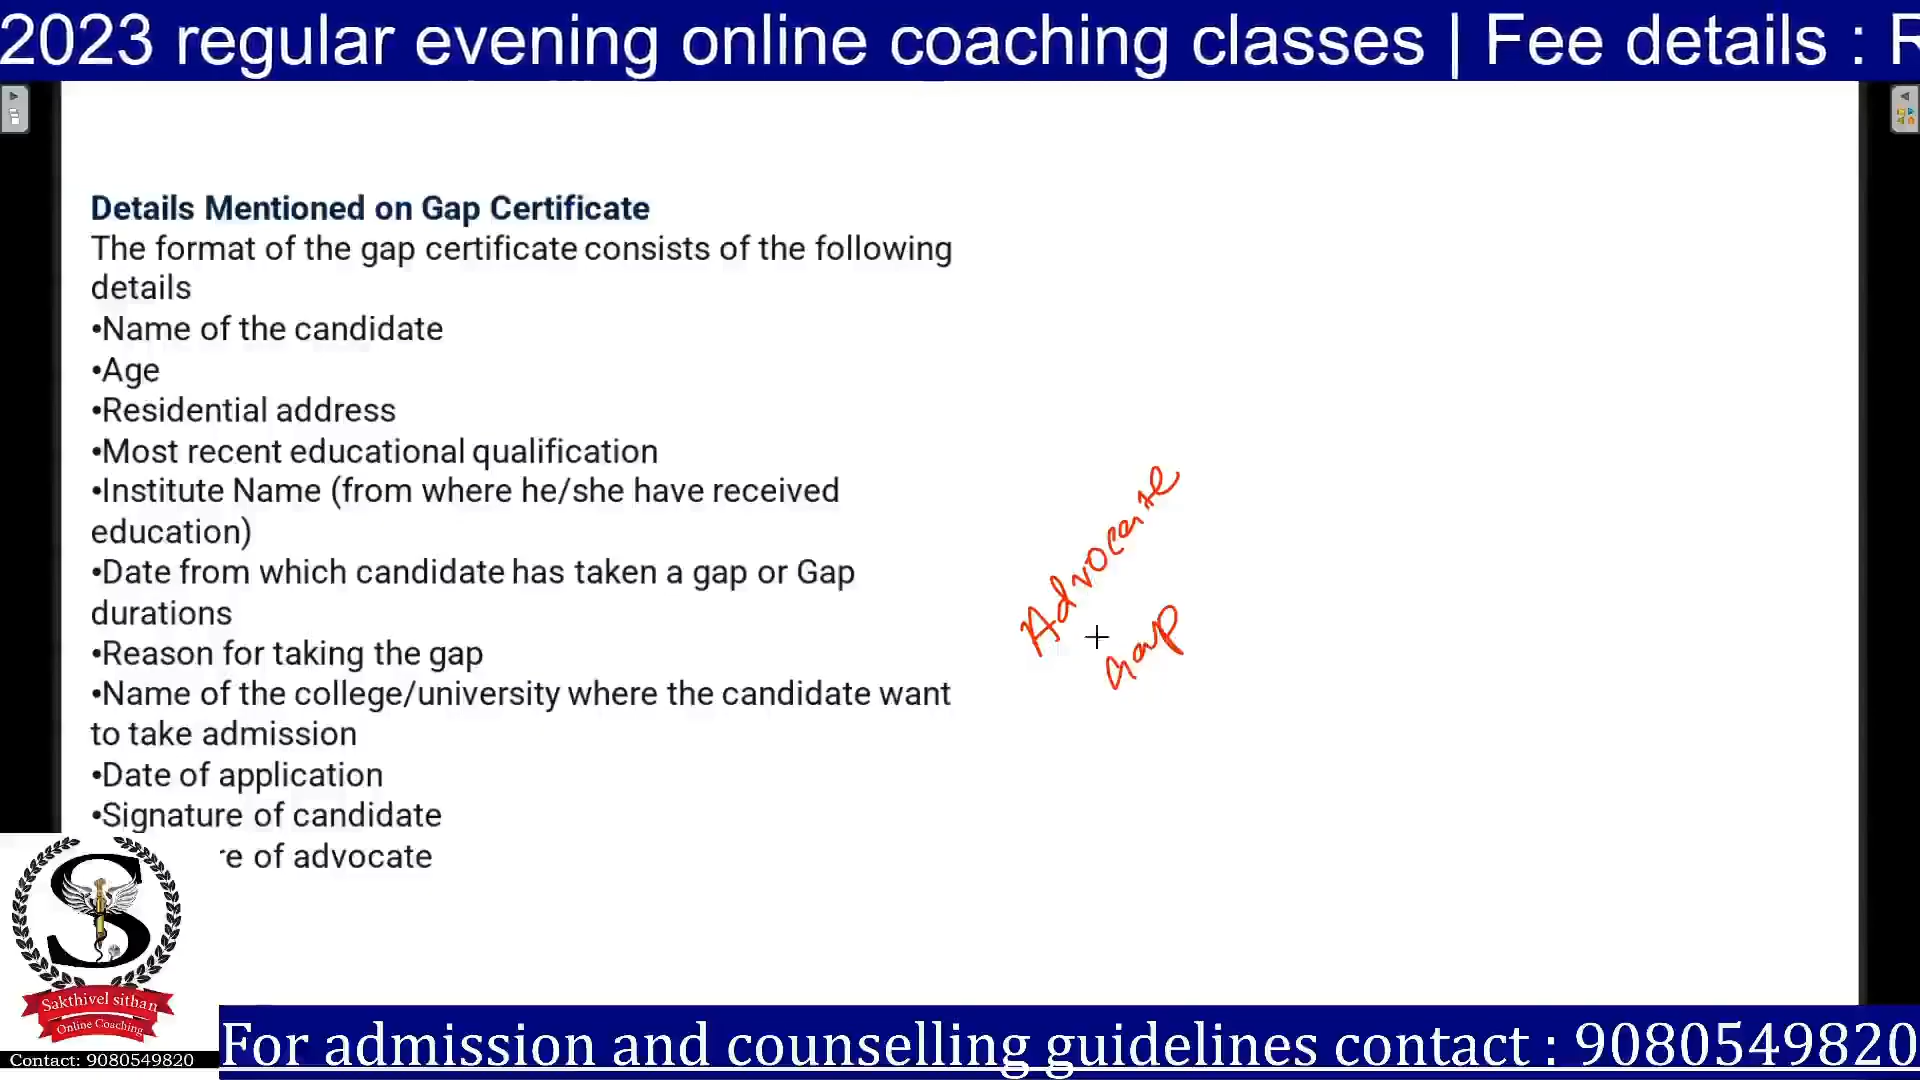 2023 regular evening online coaching classes | Fee details : R
Details Mentioned on Gap Certificate
The format of the gap certificate consists of the following
details
•Name of the candidate
•Age
•Residential address
•Most recent educational qualification
•Institute Name (from where he/she have received
education)
•Date from which candidate has taken a gap or Gap
durations
•Reason for taking the gap
•Name of the college/university where the candidate want
to take admission
•Date of application
•Signature of candidate
re of advocate
Advocate
Gap
S
Sakthivel sithan
Online Coaching
Contact: 9080549820
For admission and counselling guidelines contact : 9080549820